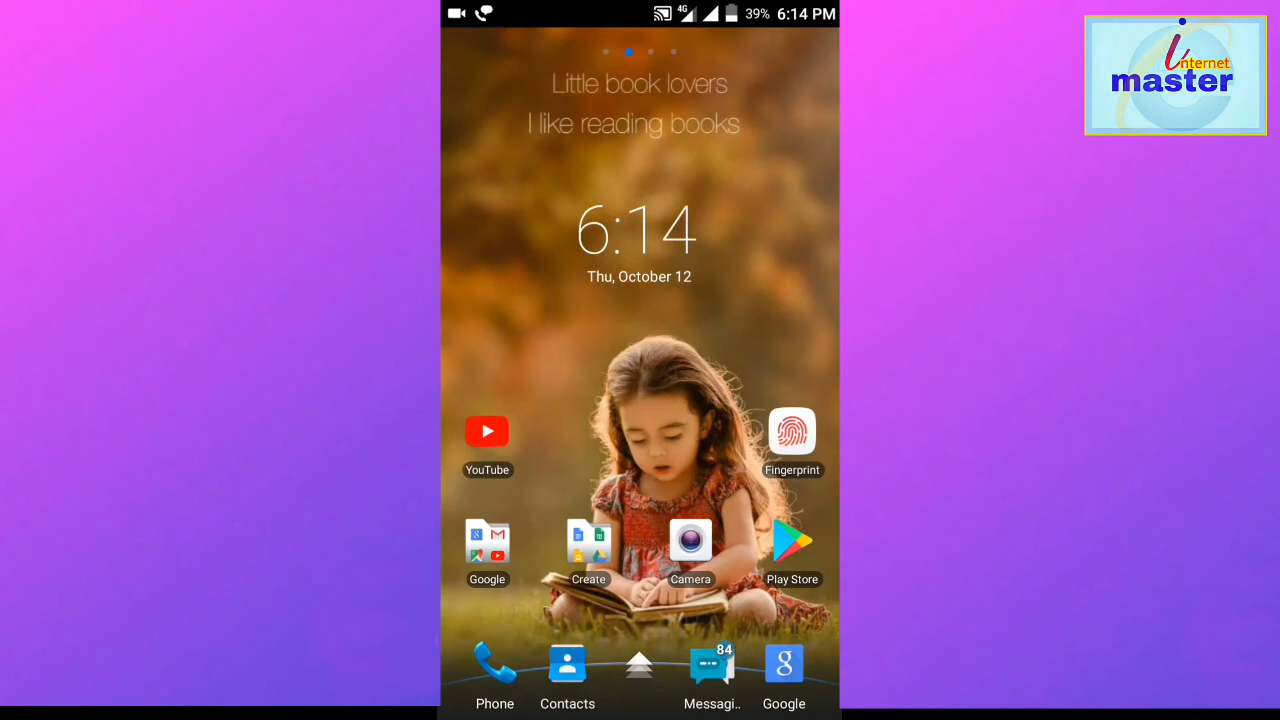 4G 39% 6:14 PM
internet
master
Little book lovers
I like reading books
6:14
Thu, October 12
YouTube
Fingerprint
Google
Create
Camera
Play Store
84
Phone
Contacts
Messagi..
Google